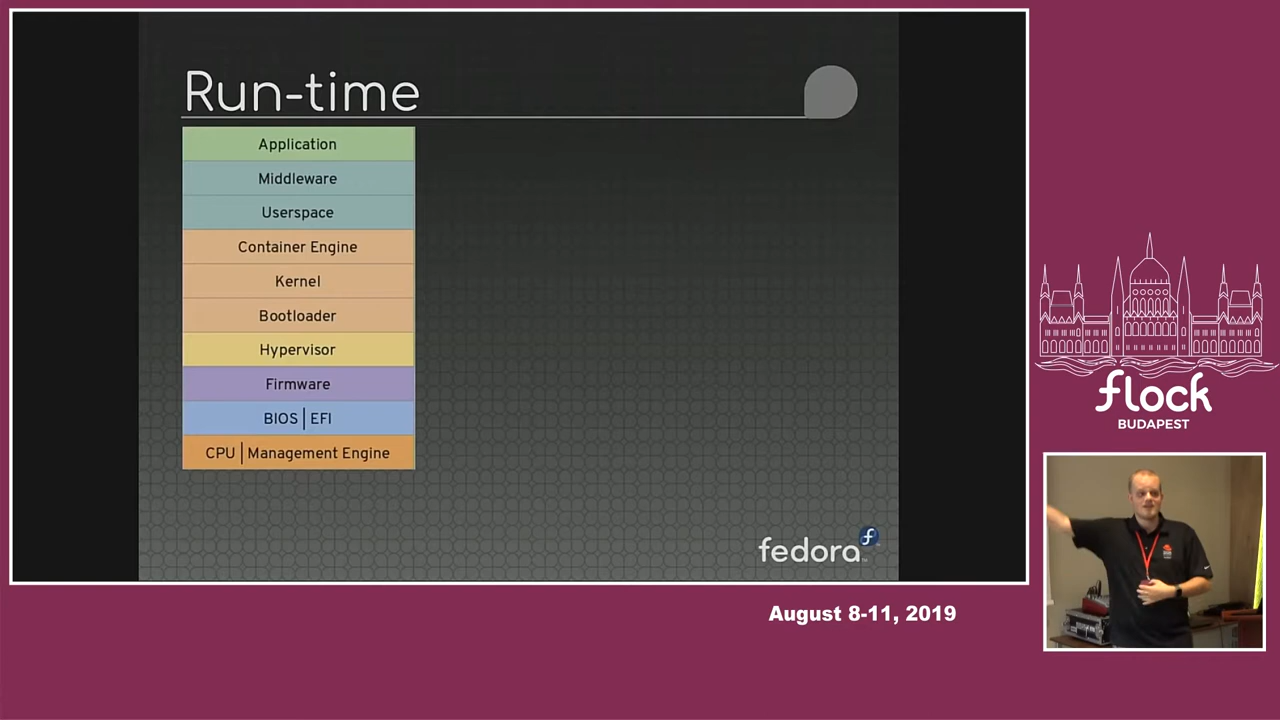 Run-time
Application
Middleware
Userspace
Container Engine
Kernel
Bootloader
Hypervisor
Firmware
BIOS | EFI
CPU | Management Engine
fedora
flock
BUDAPEST
August 8-11, 2019